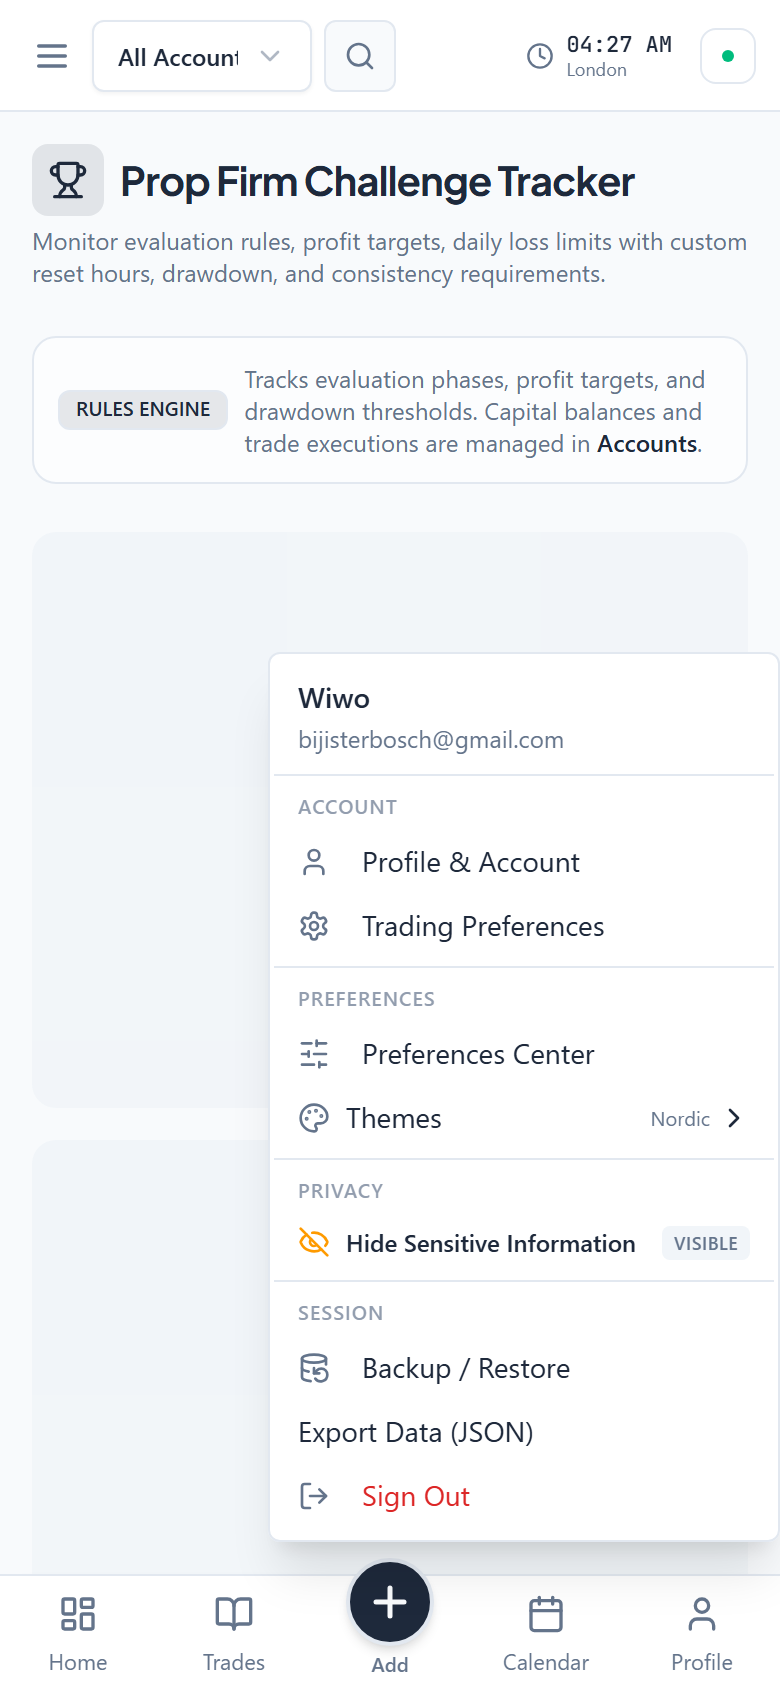 All Account
04:27 AM
London
Prop Firm Challenge Tracker
Monitor evaluation rules, profit targets, daily loss limits with custom
reset hours, drawdown, and consistency requirements.
RULES ENGINE
Tracks evaluation phases, profit targets, and
drawdown thresholds. Capital balances and
trade executions are managed in Accounts.
Wiwo
bijisterbosch@gmail.com
ACCOUNT
Profile & Account
Trading Preferences
PREFERENCES
Preferences Center
Themes
Nordic
PRIVACY
Hide Sensitive Information
VISIBLE
SESSION
Backup / Restore
Export Data (JSON)
Sign Out
Home
Trades
Add
Calendar
Profile